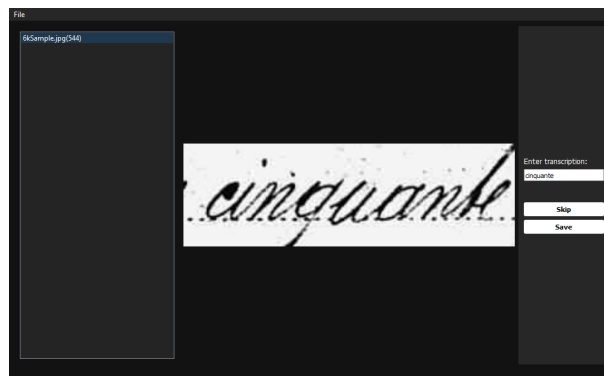 File
6kSample.jpg(544)
cinquante
Enter transcription:
cinquante
Skip
Save